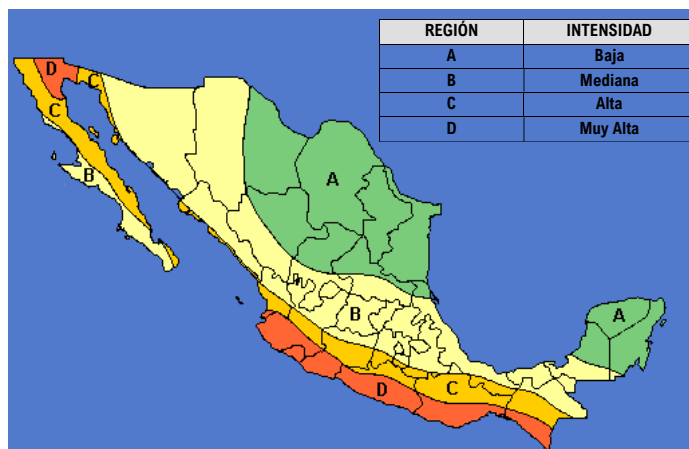 REGIÓN INTENSIDAD
A Baja
B Mediana
C Alta
D Muy Alta
D
C
C
A
B
A
B
C
D